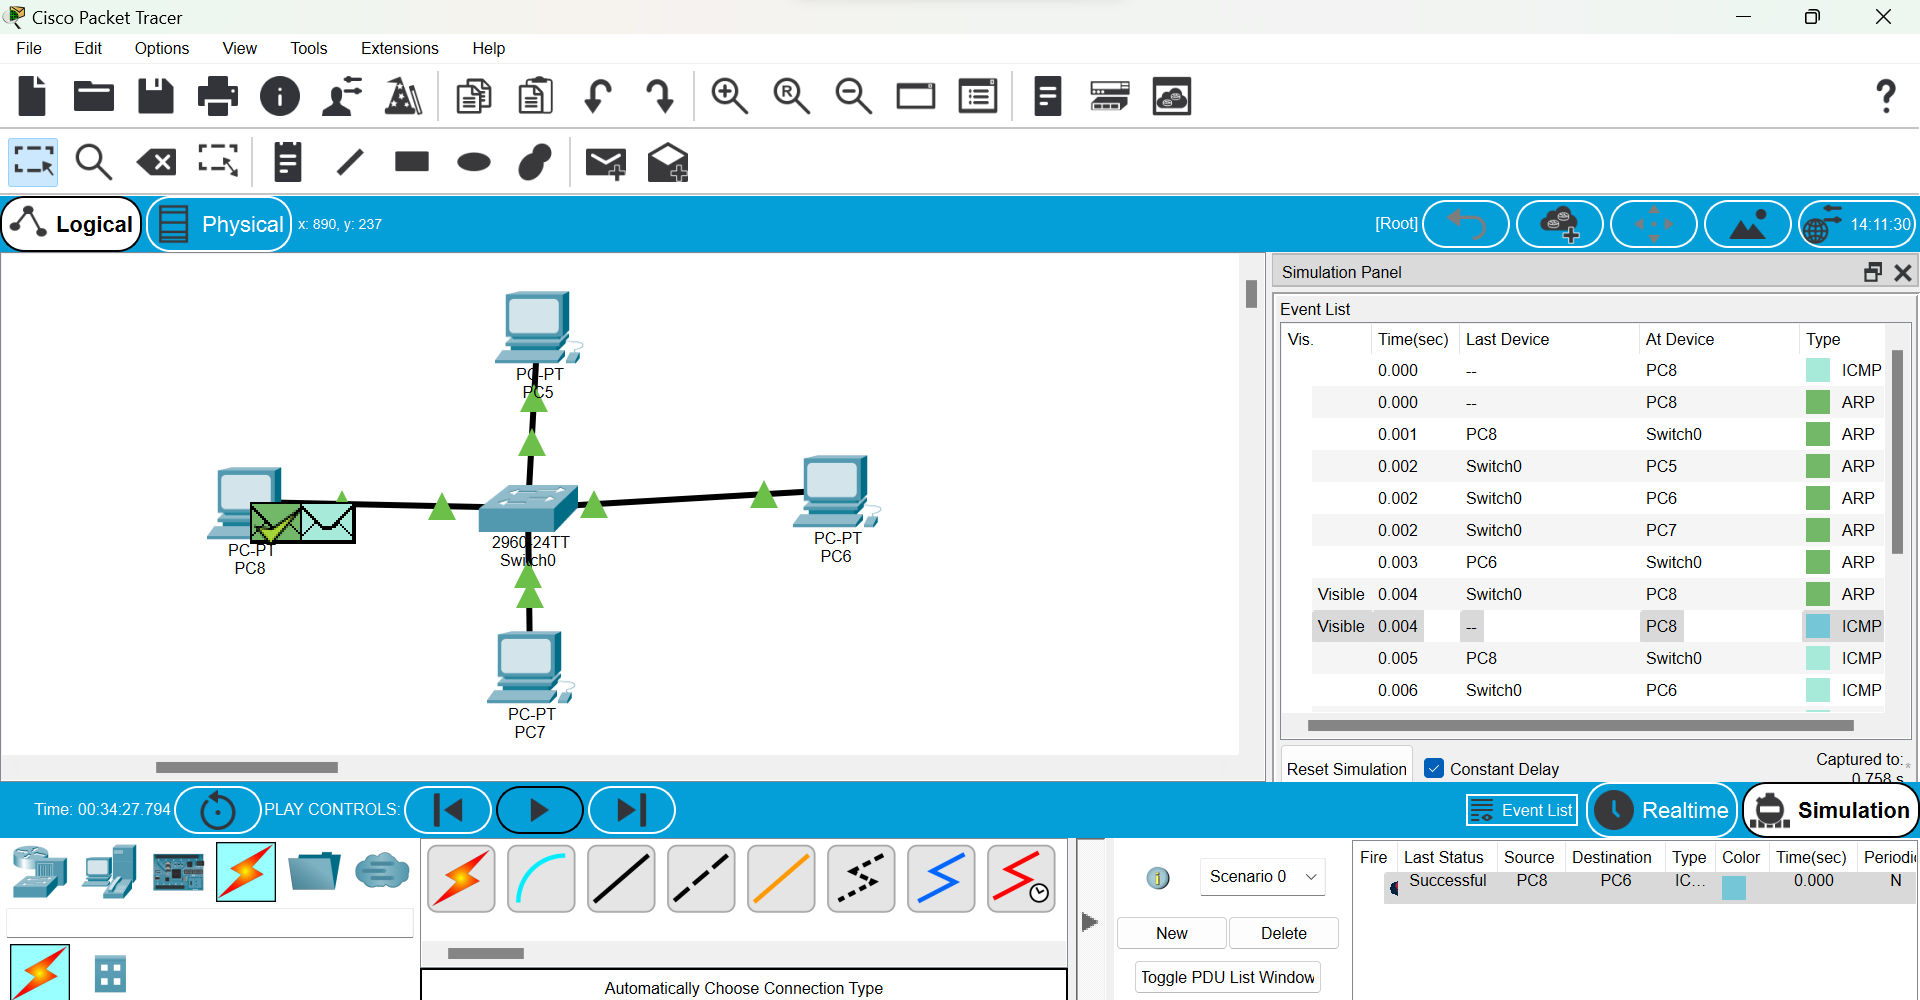 Cisco Packet Tracer
File Edit Options View Tools Extensions Help
Logical Physical x: 890, y: 237 [Root] 14:11:30
PC-PT
PC5
PC-PT
PC8
2960-24TT
Switch0
PC-PT
PC6
PC-PT
PC7
Simulation Panel
Event List
Vis. Time(sec) Last Device At Device Type
0.000 -- PC8 ICMP
0.000 -- PC8 ARP
0.001 PC8 Switch0 ARP
0.002 Switch0 PC5 ARP
0.002 Switch0 PC6 ARP
0.002 Switch0 PC7 ARP
0.003 PC6 Switch0 ARP
Visible 0.004 Switch0 PC8 ARP
Visible 0.004 -- PC8 ICMP
0.005 PC8 Switch0 ICMP
0.006 Switch0 PC6 ICMP
Reset Simulation Constant Delay Captured to:
0.758 s
Time: 00:34:27.794 PLAY CONTROLS: Event List Realtime Simulation
Scenario 0
New Delete
Toggle PDU List Window
Fire Last Status Source Destination Type Color Time(sec) Periodic
Successful PC8 PC6 IC... 0.000 N
Automatically Choose Connection Type